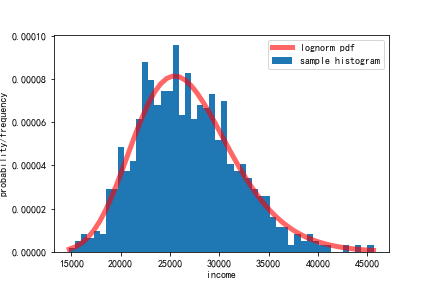 0.00010
0.00008
0.00006
0.00004
0.00002
0.00000
probability/frequency
lognorm pdf
sample histogram
15000 20000 25000 30000 35000 40000 45000
income